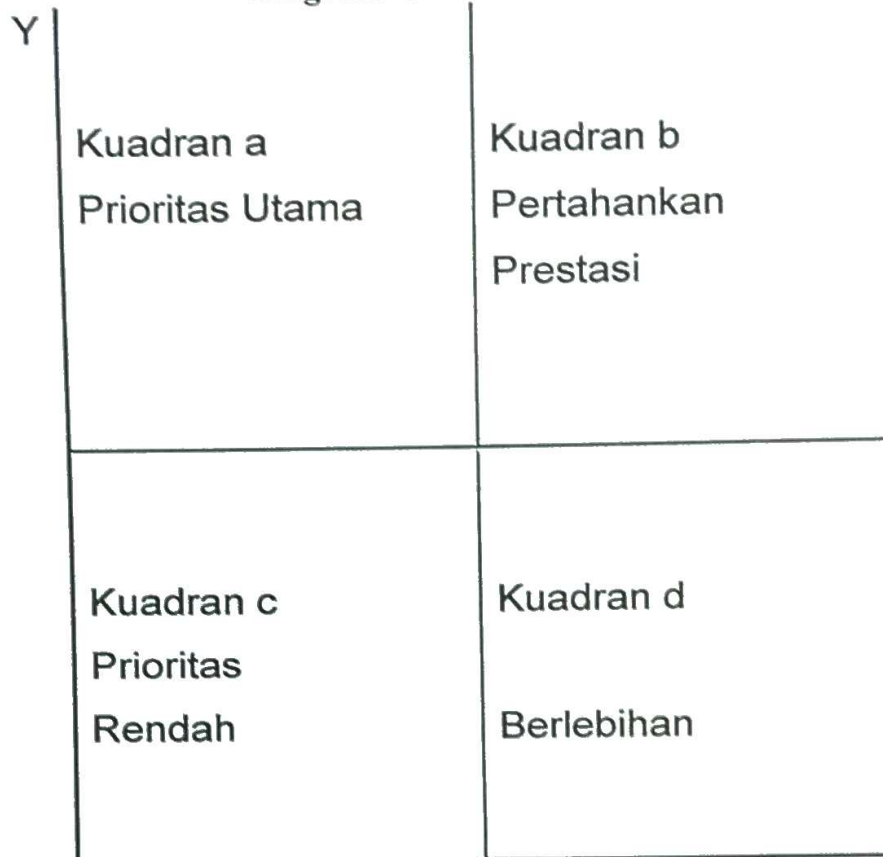 Y
Kuadran a
Prioritas Utama
Kuadran b
Pertahankan
Prestasi
Kuadran c
Prioritas
Rendah
Kuadran d
Berlebihan